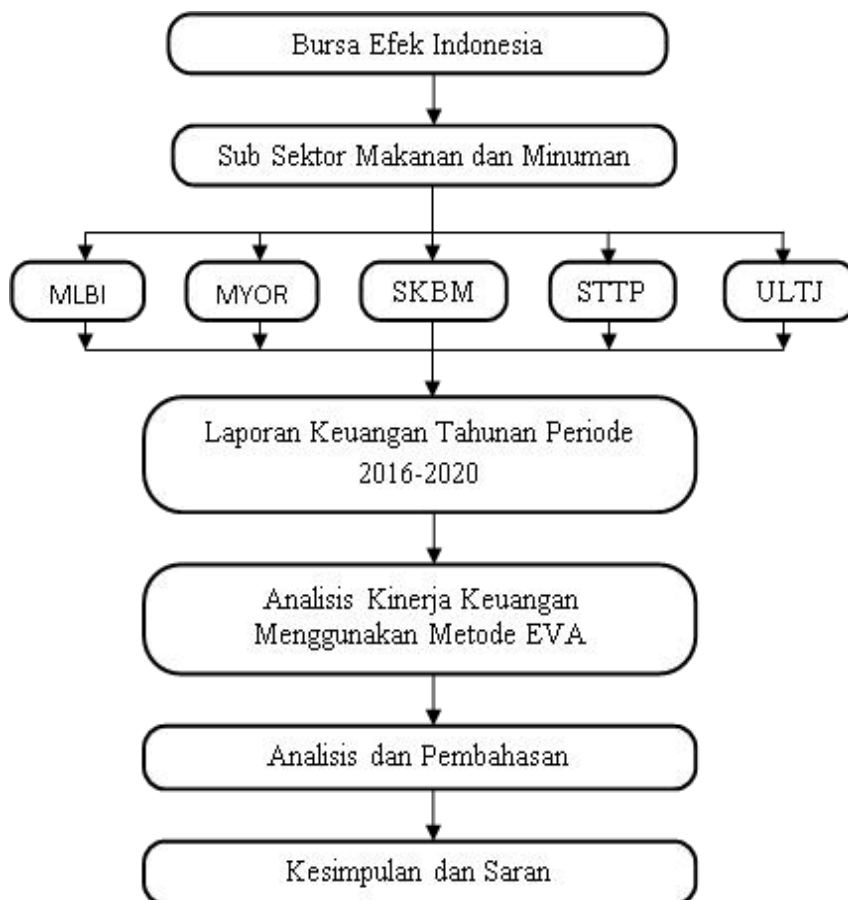 Bursa Efek Indonesia
Sub Sektor Makanan dan Minuman
MLBI
MYOR
SKBM
STTP
ULTJ
Laporan Keuangan Tahunan Periode
2016-2020
Analisis Kinerja Keuangan
Menggunakan Metode EVA
Analisis dan Pembahasan
Kesimpulan dan Saran